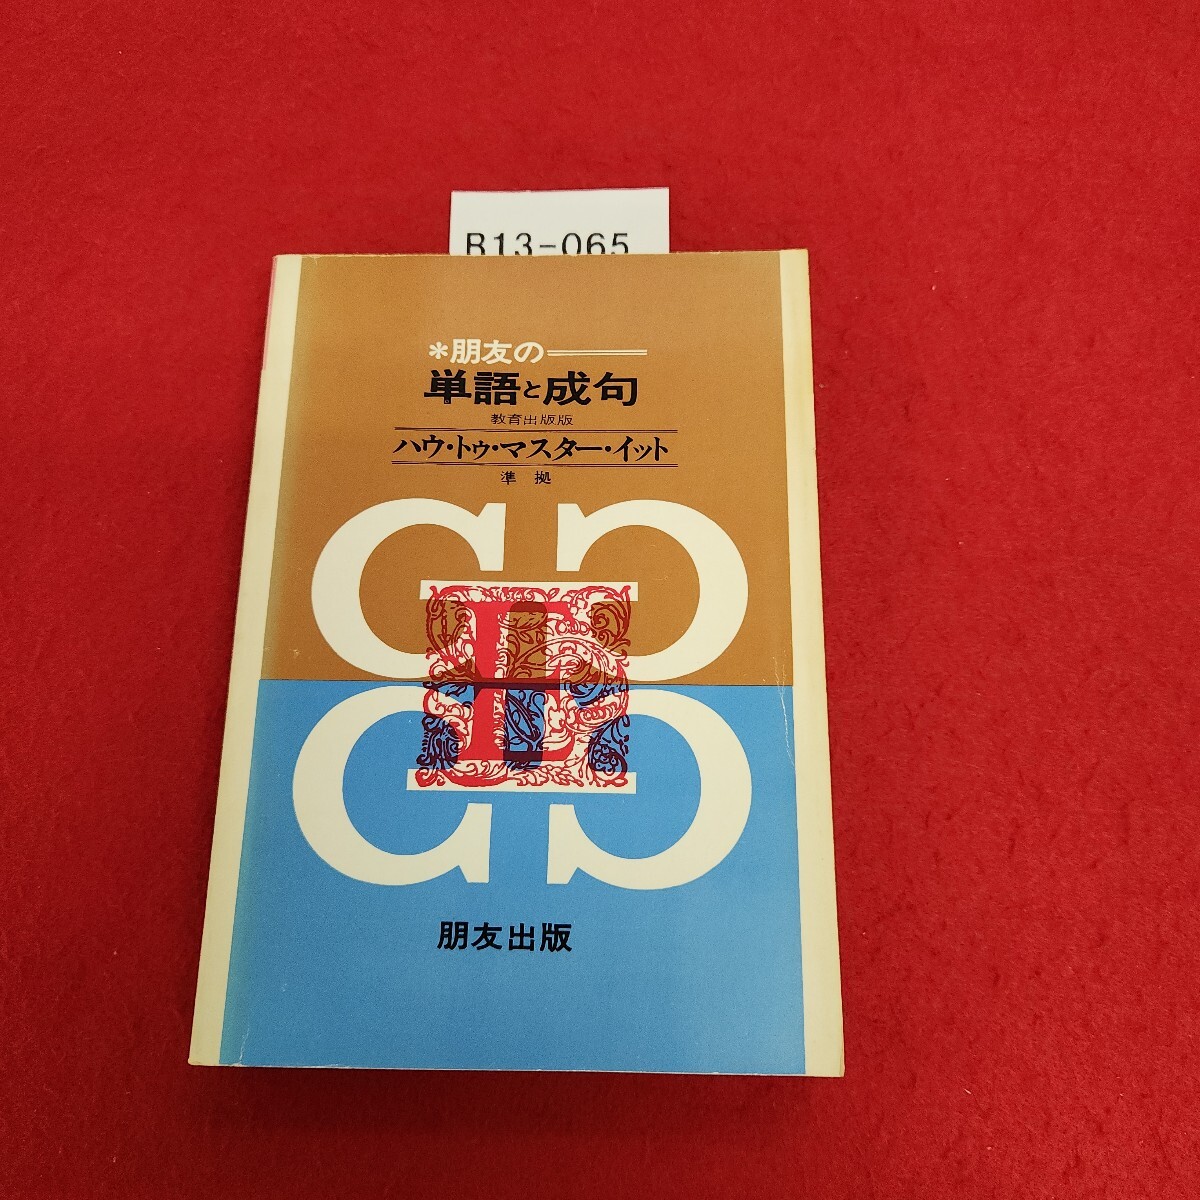 R13-065
*朋友の
単語と成句
教育出版版
ハウ・トゥ・マスター・イット
準拠
E
朋友出版